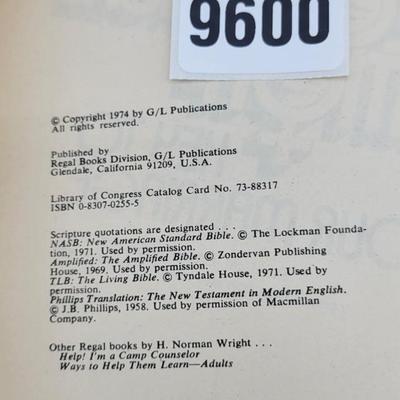 9600
© Copyright 1974 by G/L Publications
All rights reserved.
Published by
Regal Books Division, G/L Publications
Glendale, California 91209, U.S.A.
Library of Congress Catalog Card No. 73-88317
ISBN 0-8307-0255-5
Scripture quotations are designated . . .
NASB: New American Standard Bible. © The Lockman Founda-
tion, 1971. Used by permission.
Amplified: The Amplified Bible. © Zondervan Publishing
House, 1969. Used by permission.
TLB: The Living Bible. © Tyndale House, 1971. Used by
permission.
Phillips Translation: The New Testament in Modern English.
© J.B. Phillips, 1958. Used by permission of Macmillan
Company.
Other Regal books by H. Norman Wright . . .
Help! I'm a Camp Counselor
Ways to Help Them Learn—Adults